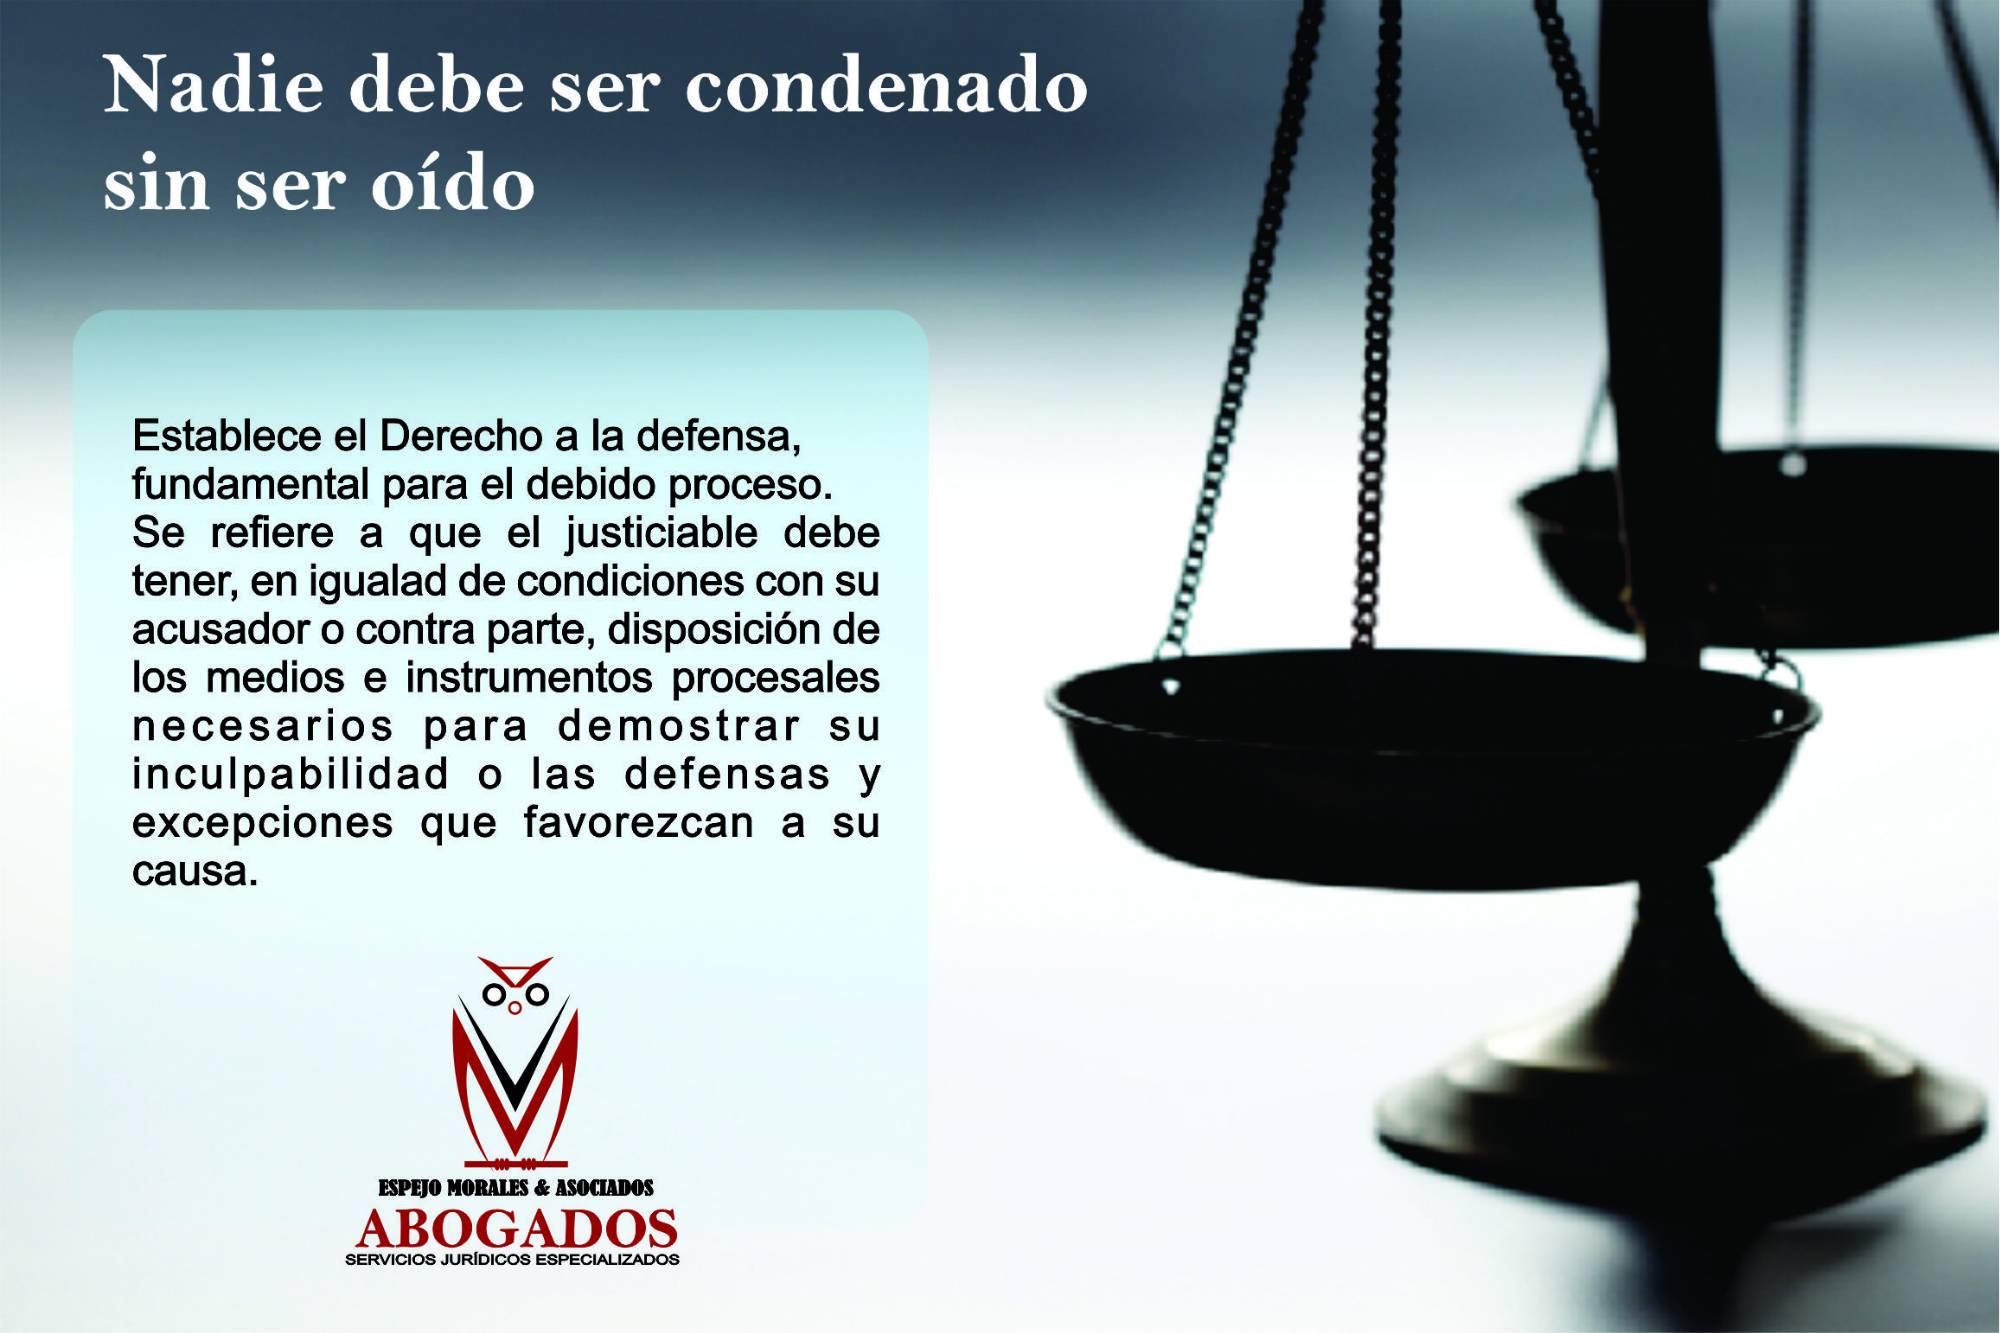 Nadie debe ser condenado
sin ser oído
Establece el Derecho a la defensa,
fundamental para el debido proceso.
Se refiere a que el justiciable debe
tener, en igualad de condiciones con su
acusador o contra parte, disposición de
los medios e instrumentos procesales
necesarios para demostrar su
inculpabilidad o las defensas y
excepciones que favorezcan a su
causa.
ESPEJO MORALES & ASOCIADOS
ABOGADOS
SERVICIOS JURÍDICOS ESPECIALIZADOS